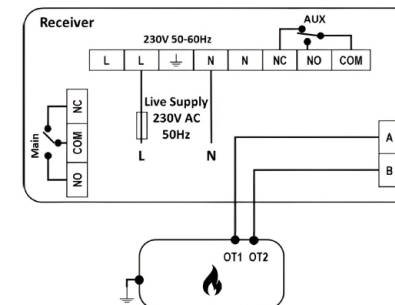 Receiver
AUX
230V 50-60Hz
L L N N NC NO COM
Live Supply
230V AC
50Hz
L N
Main
NC
COM
NO
A
B
OT1 OT2